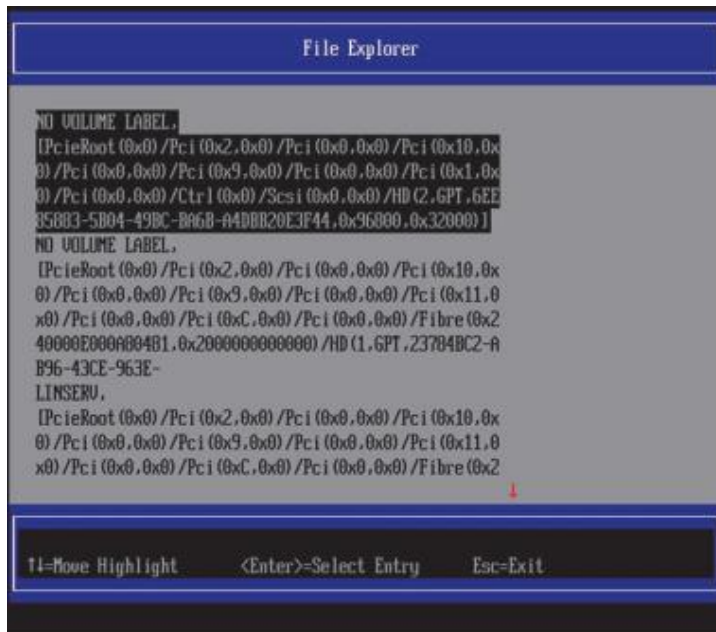 File Explorer
NO VOLUME LABEL,
[PcieRoot(0x0)/Pci(0x2,0x0)/Pci(0x0,0x0)/Pci(0x10,0x
0)/Pci(0x0,0x0)/Pci(0x9,0x0)/Pci(0x0,0x0)/Pci(0x1,0x
0)/Pci(0x0,0x0)/Ctrl(0x0)/Scsi(0x0,0x0)/HD(2,GPT,6EE
85883-5B04-49BC-BA6B-A4DBB20E3F44,0x96800,0x32000)]
NO VOLUME LABEL,
[PcieRoot(0x0)/Pci(0x2,0x0)/Pci(0x0,0x0)/Pci(0x10,0x
0)/Pci(0x0,0x0)/Pci(0x9,0x0)/Pci(0x0,0x0)/Pci(0x11,0
x0)/Pci(0x0,0x0)/Pci(0xC,0x0)/Pci(0x0,0x0)/Fibre(0x2
40000E000A80481,0x2000000000000)/HD(1,GPT,23784BC2-A
B96-43CE-963E-
LINSERV,
[PcieRoot(0x0)/Pci(0x2,0x0)/Pci(0x0,0x0)/Pci(0x10,0x
0)/Pci(0x0,0x0)/Pci(0x9,0x0)/Pci(0x0,0x0)/Pci(0x11,0
x0)/Pci(0x0,0x0)/Pci(0xC,0x0)/Pci(0x0,0x0)/Fibre(0x2
↓
↑↓=Move Highlight <Enter>=Select Entry Esc=Exit